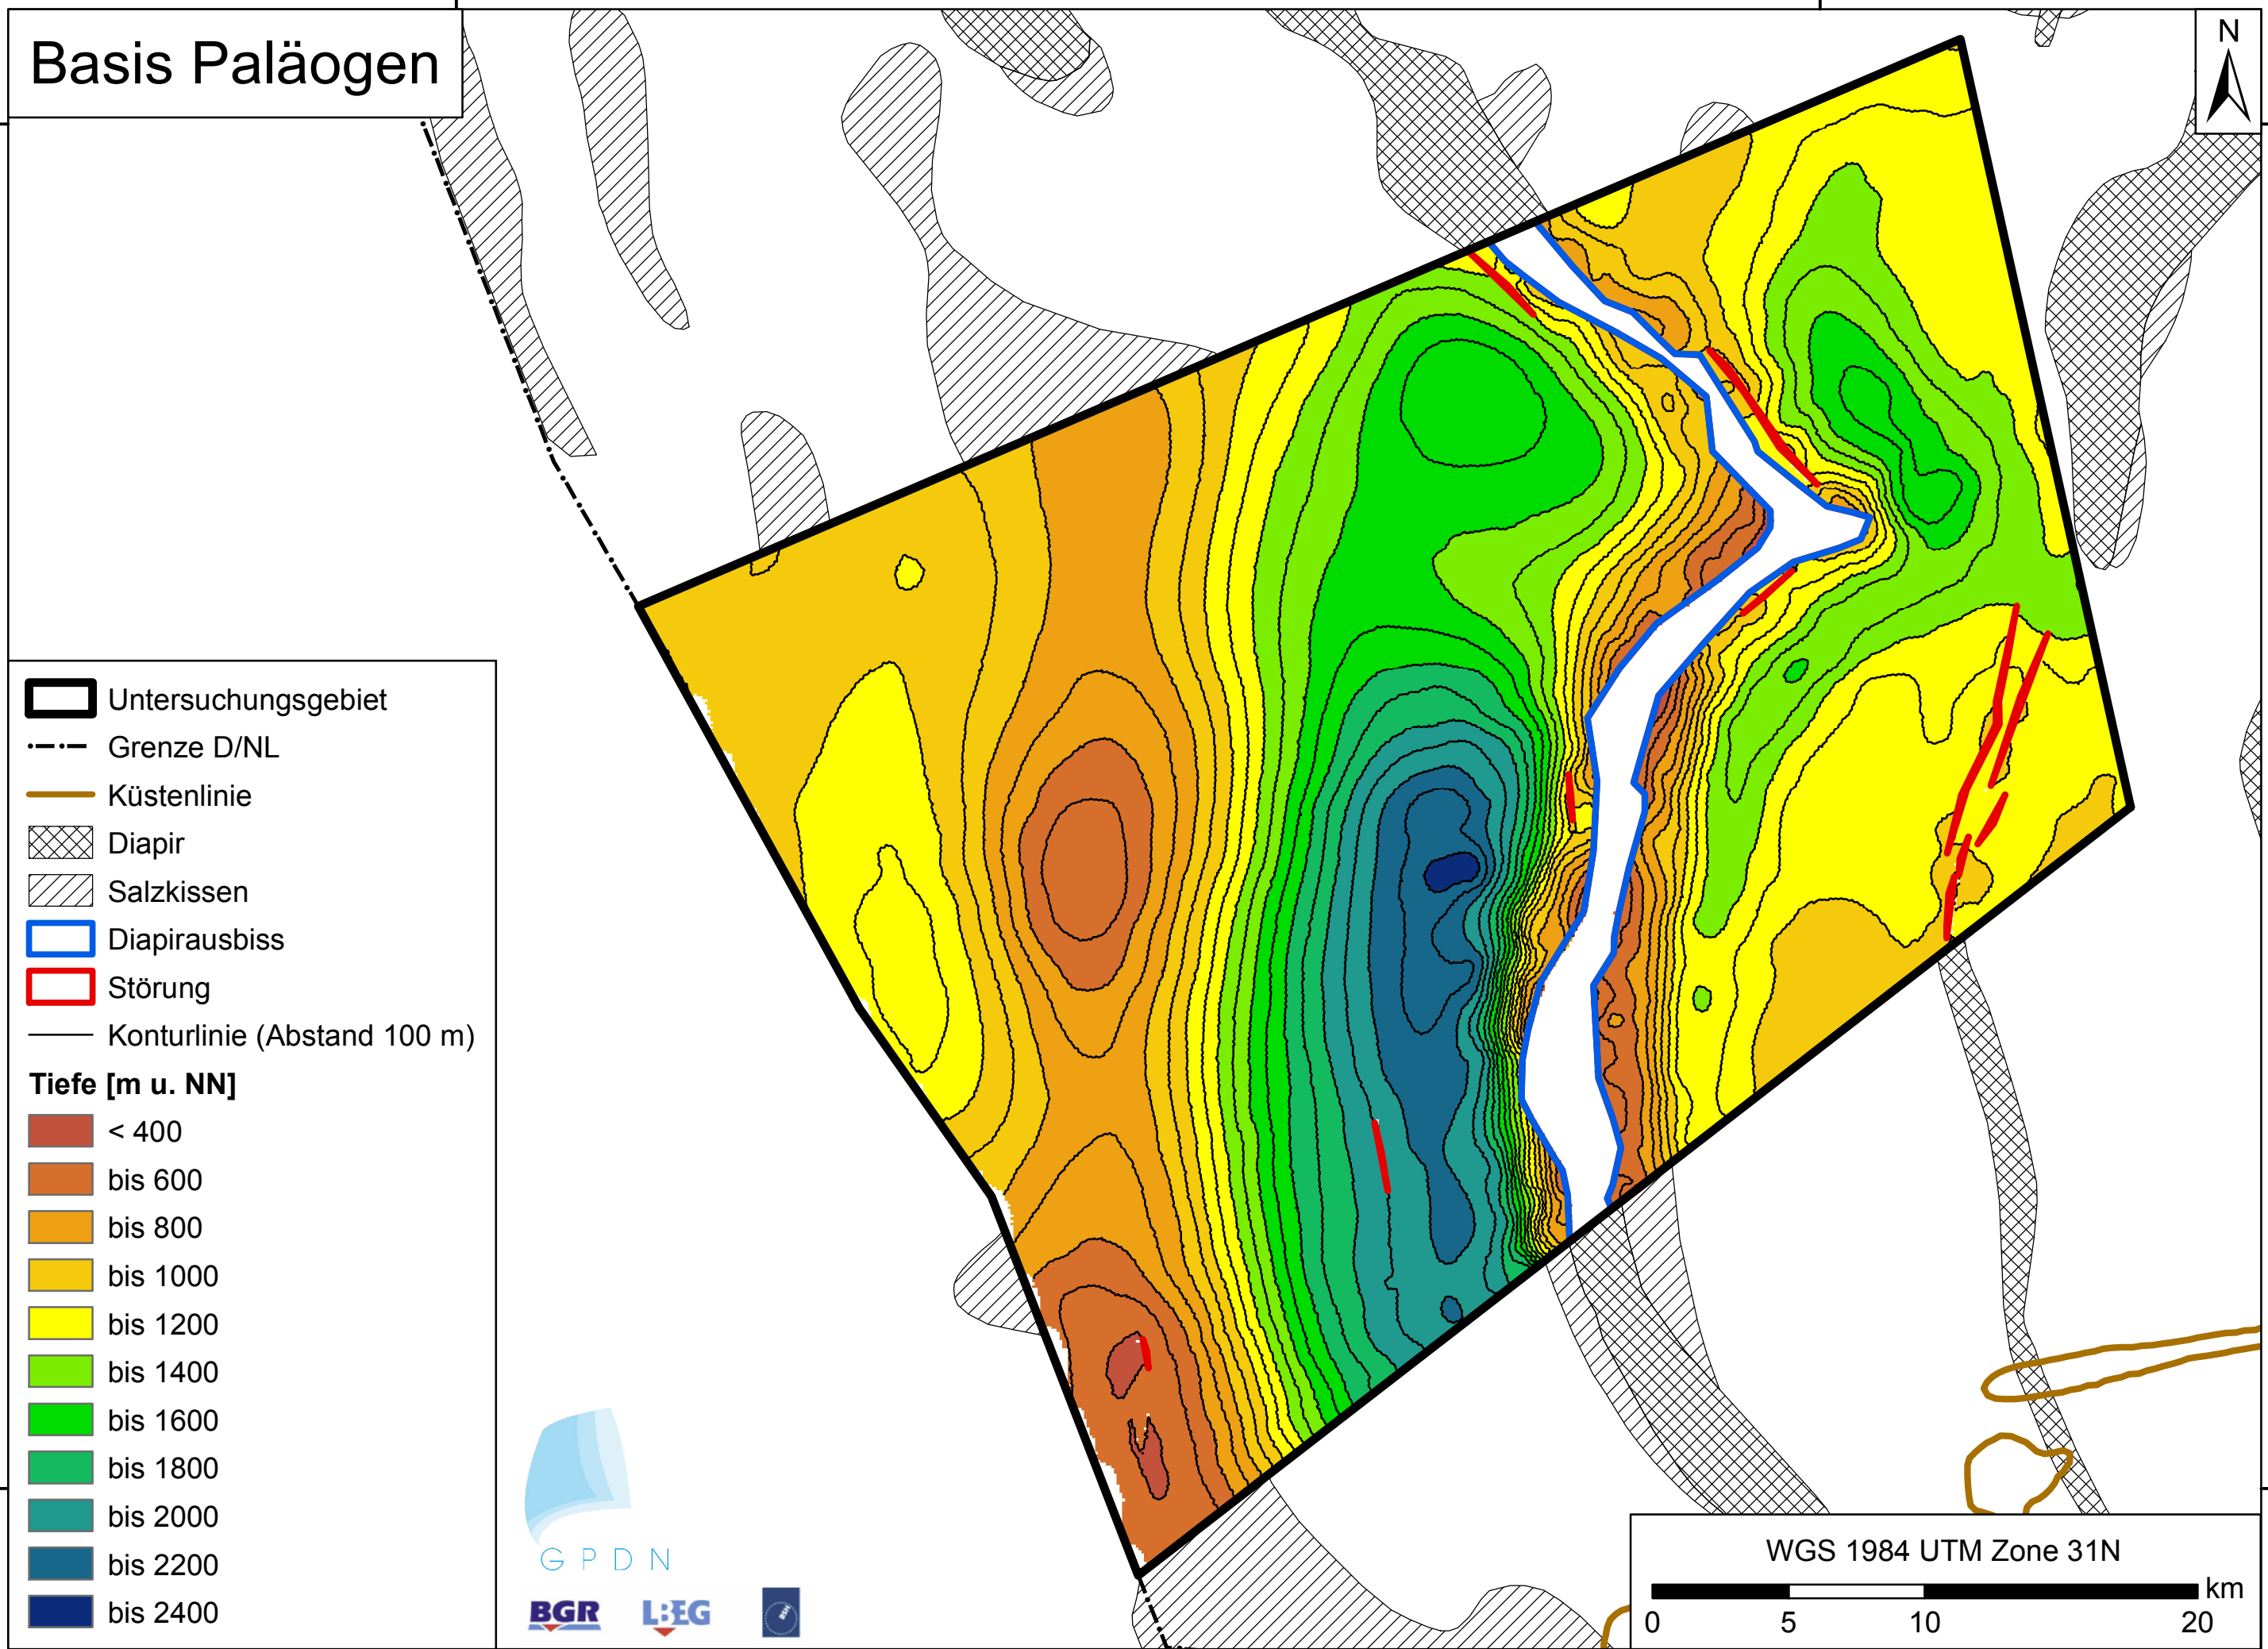 Basis Paläogen
N
Untersuchungsgebiet
Grenze D/NL
Küstenlinie
Diapir
Salzkissen
Diapirausbiss
Störung
Konturlinie (Abstand 100 m)
Tiefe [m u. NN]
< 400
bis 600
bis 800
bis 1000
bis 1200
bis 1400
bis 1600
bis 1800
bis 2000
bis 2200
bis 2400
GPDN
BGR LBEG BSH
WGS 1984 UTM Zone 31N
km
0 5 10 20